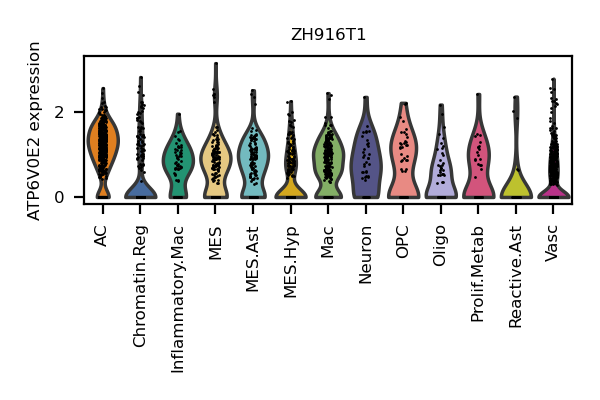 ZH916T1
ATP6V0E2 expression
2
0
AC
Chromatin.Reg
Inflammatory.Mac
MES
MES.Ast
MES.Hyp
Mac
Neuron
OPC
Oligo
Prolif.Metab
Reactive.Ast
Vasc